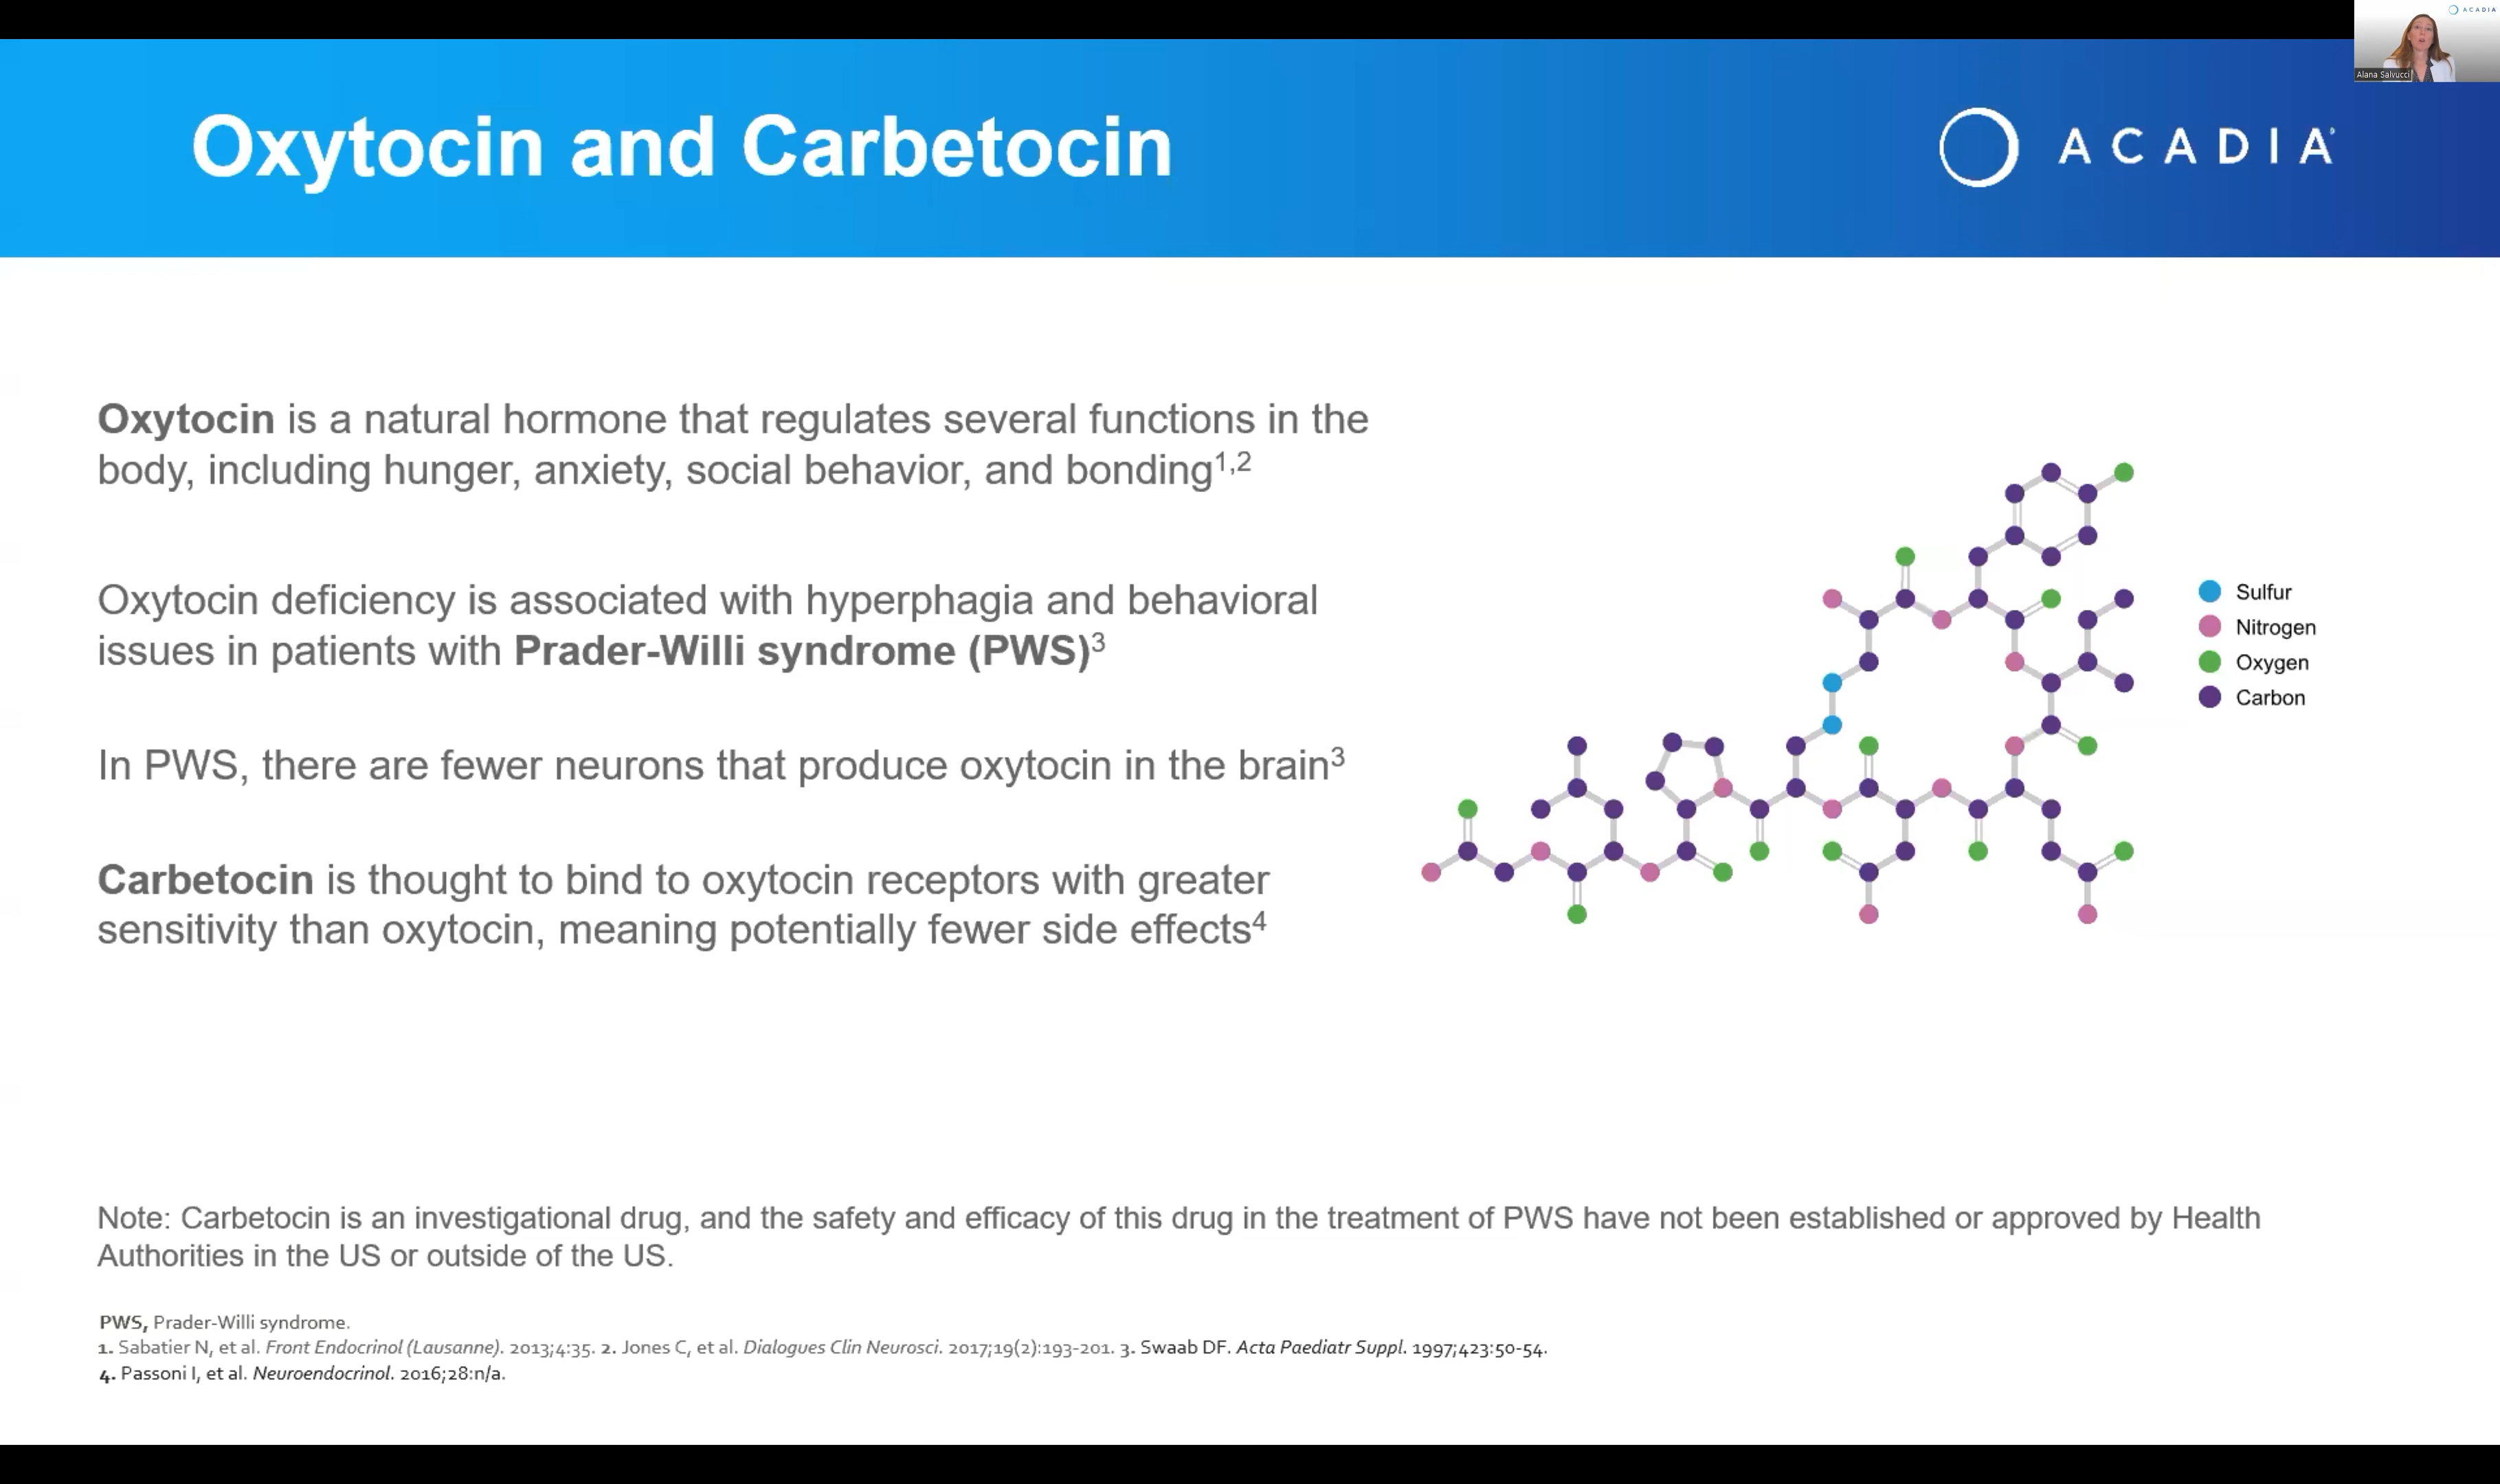 ACADIA
Alana Salvucci
Oxytocin and Carbetocin
ACADIA
Oxytocin is a natural hormone that regulates several functions in the
body, including hunger, anxiety, social behavior, and bonding1,2
Oxytocin deficiency is associated with hyperphagia and behavioral
issues in patients with Prader-Willi syndrome (PWS)3
In PWS, there are fewer neurons that produce oxytocin in the brain3
Carbetocin is thought to bind to oxytocin receptors with greater
sensitivity than oxytocin, meaning potentially fewer side effects4
Sulfur
Nitrogen
Oxygen
Carbon
Note: Carbetocin is an investigational drug, and the safety and efficacy of this drug in the treatment of PWS have not been established or approved by Health
Authorities in the US or outside of the US.
PWS, Prader-Willi syndrome.
1. Sabatier N, et al. Front Endocrinol (Lausanne). 2013;4:35. 2. Jones C, et al. Dialogues Clin Neurosci. 2017;19(2):193-201. 3. Swaab DF. Acta Paediatr Suppl. 1997;423:50-54.
4. Passoni I, et al. Neuroendocrinol. 2016;28:n/a.